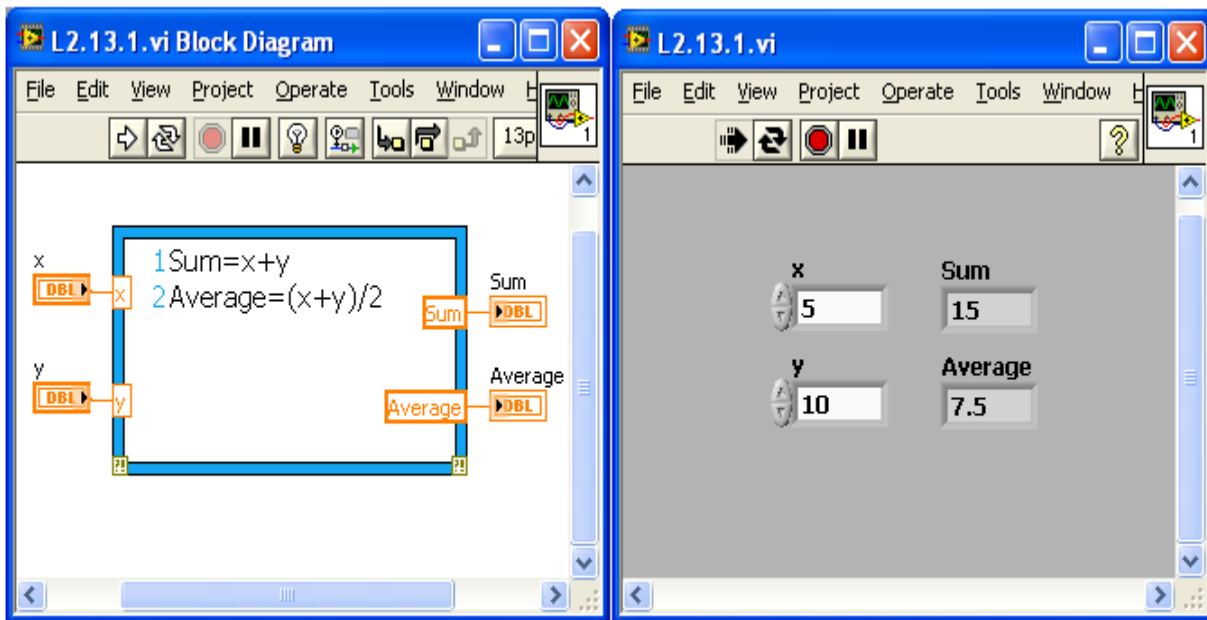 L2.13.1.vi Block Diagram
File Edit View Project Operate Tools Window H
13p
1
x
DBL
x
1Sum=x+y
2Average=(x+y)/2
Sum
Sum
DBL
y
DBL
y
Average
Average
DBL
?!
?!
L2.13.1.vi
File Edit View Project Operate Tools Window H
?
1
x
5
Sum
15
y
10
Average
7.5